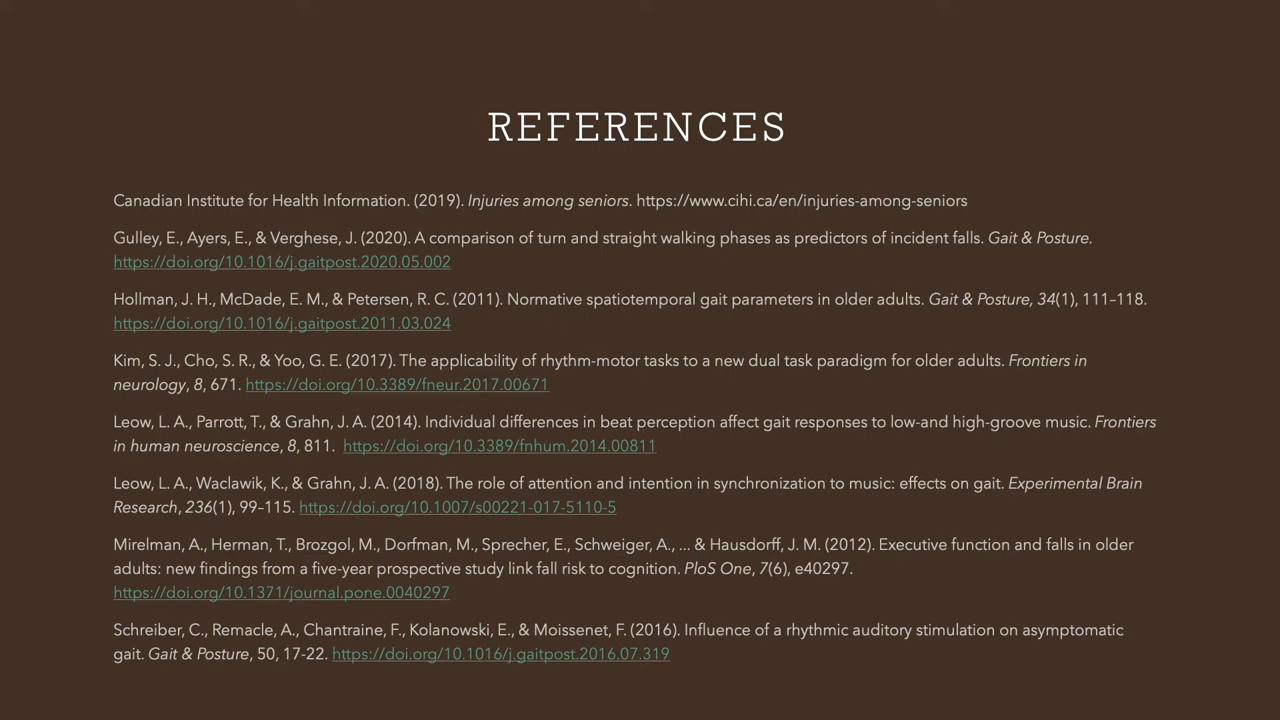 REFERENCES
Canadian Institute for Health Information. (2019). Injuries among seniors. https://www.cihi.ca/en/injuries-among-seniors
Gulley, E., Ayers, E., & Verghese, J. (2020). A comparison of turn and straight walking phases as predictors of incident falls. Gait & Posture.
https://doi.org/10.1016/j.gaitpost.2020.05.002
Hollman, J. H., McDade, E. M., & Petersen, R. C. (2011). Normative spatiotemporal gait parameters in older adults. Gait & Posture, 34(1), 111–118.
https://doi.org/10.1016/j.gaitpost.2011.03.024
Kim, S. J., Cho, S. R., & Yoo, G. E. (2017). The applicability of rhythm-motor tasks to a new dual task paradigm for older adults. Frontiers in
neurology, 8, 671. https://doi.org/10.3389/fneur.2017.00671
Leow, L. A., Parrott, T., & Grahn, J. A. (2014). Individual differences in beat perception affect gait responses to low-and high-groove music. Frontiers
in human neuroscience, 8, 811. https://doi.org/10.3389/fnhum.2014.00811
Leow, L. A., Waclawik, K., & Grahn, J. A. (2018). The role of attention and intention in synchronization to music: effects on gait. Experimental Brain
Research, 236(1), 99–115. https://doi.org/10.1007/s00221-017-5110-5
Mirelman, A., Herman, T., Brozgol, M., Dorfman, M., Sprecher, E., Schweiger, A., ... & Hausdorff, J. M. (2012). Executive function and falls in older
adults: new findings from a five-year prospective study link fall risk to cognition. PloS One, 7(6), e40297.
https://doi.org/10.1371/journal.pone.0040297
Schreiber, C., Remacle, A., Chantraine, F., Kolanowski, E., & Moissenet, F. (2016). Influence of a rhythmic auditory stimulation on asymptomatic
gait. Gait & Posture, 50, 17-22. https://doi.org/10.1016/j.gaitpost.2016.07.319